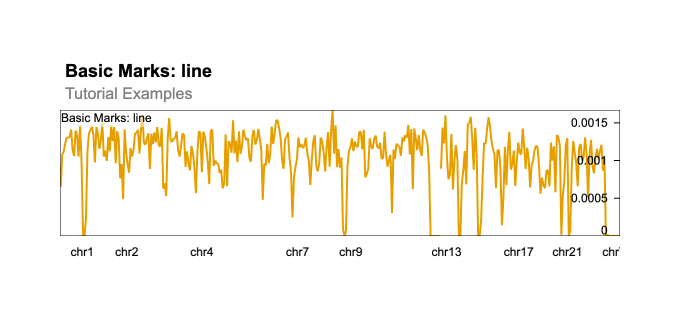 Basic Marks: line
Tutorial Examples
Basic Marks: line
0.0015
0.001
0.0005
0
chr1 chr2 chr4 chr7 chr9 chr13 chr17 chr21